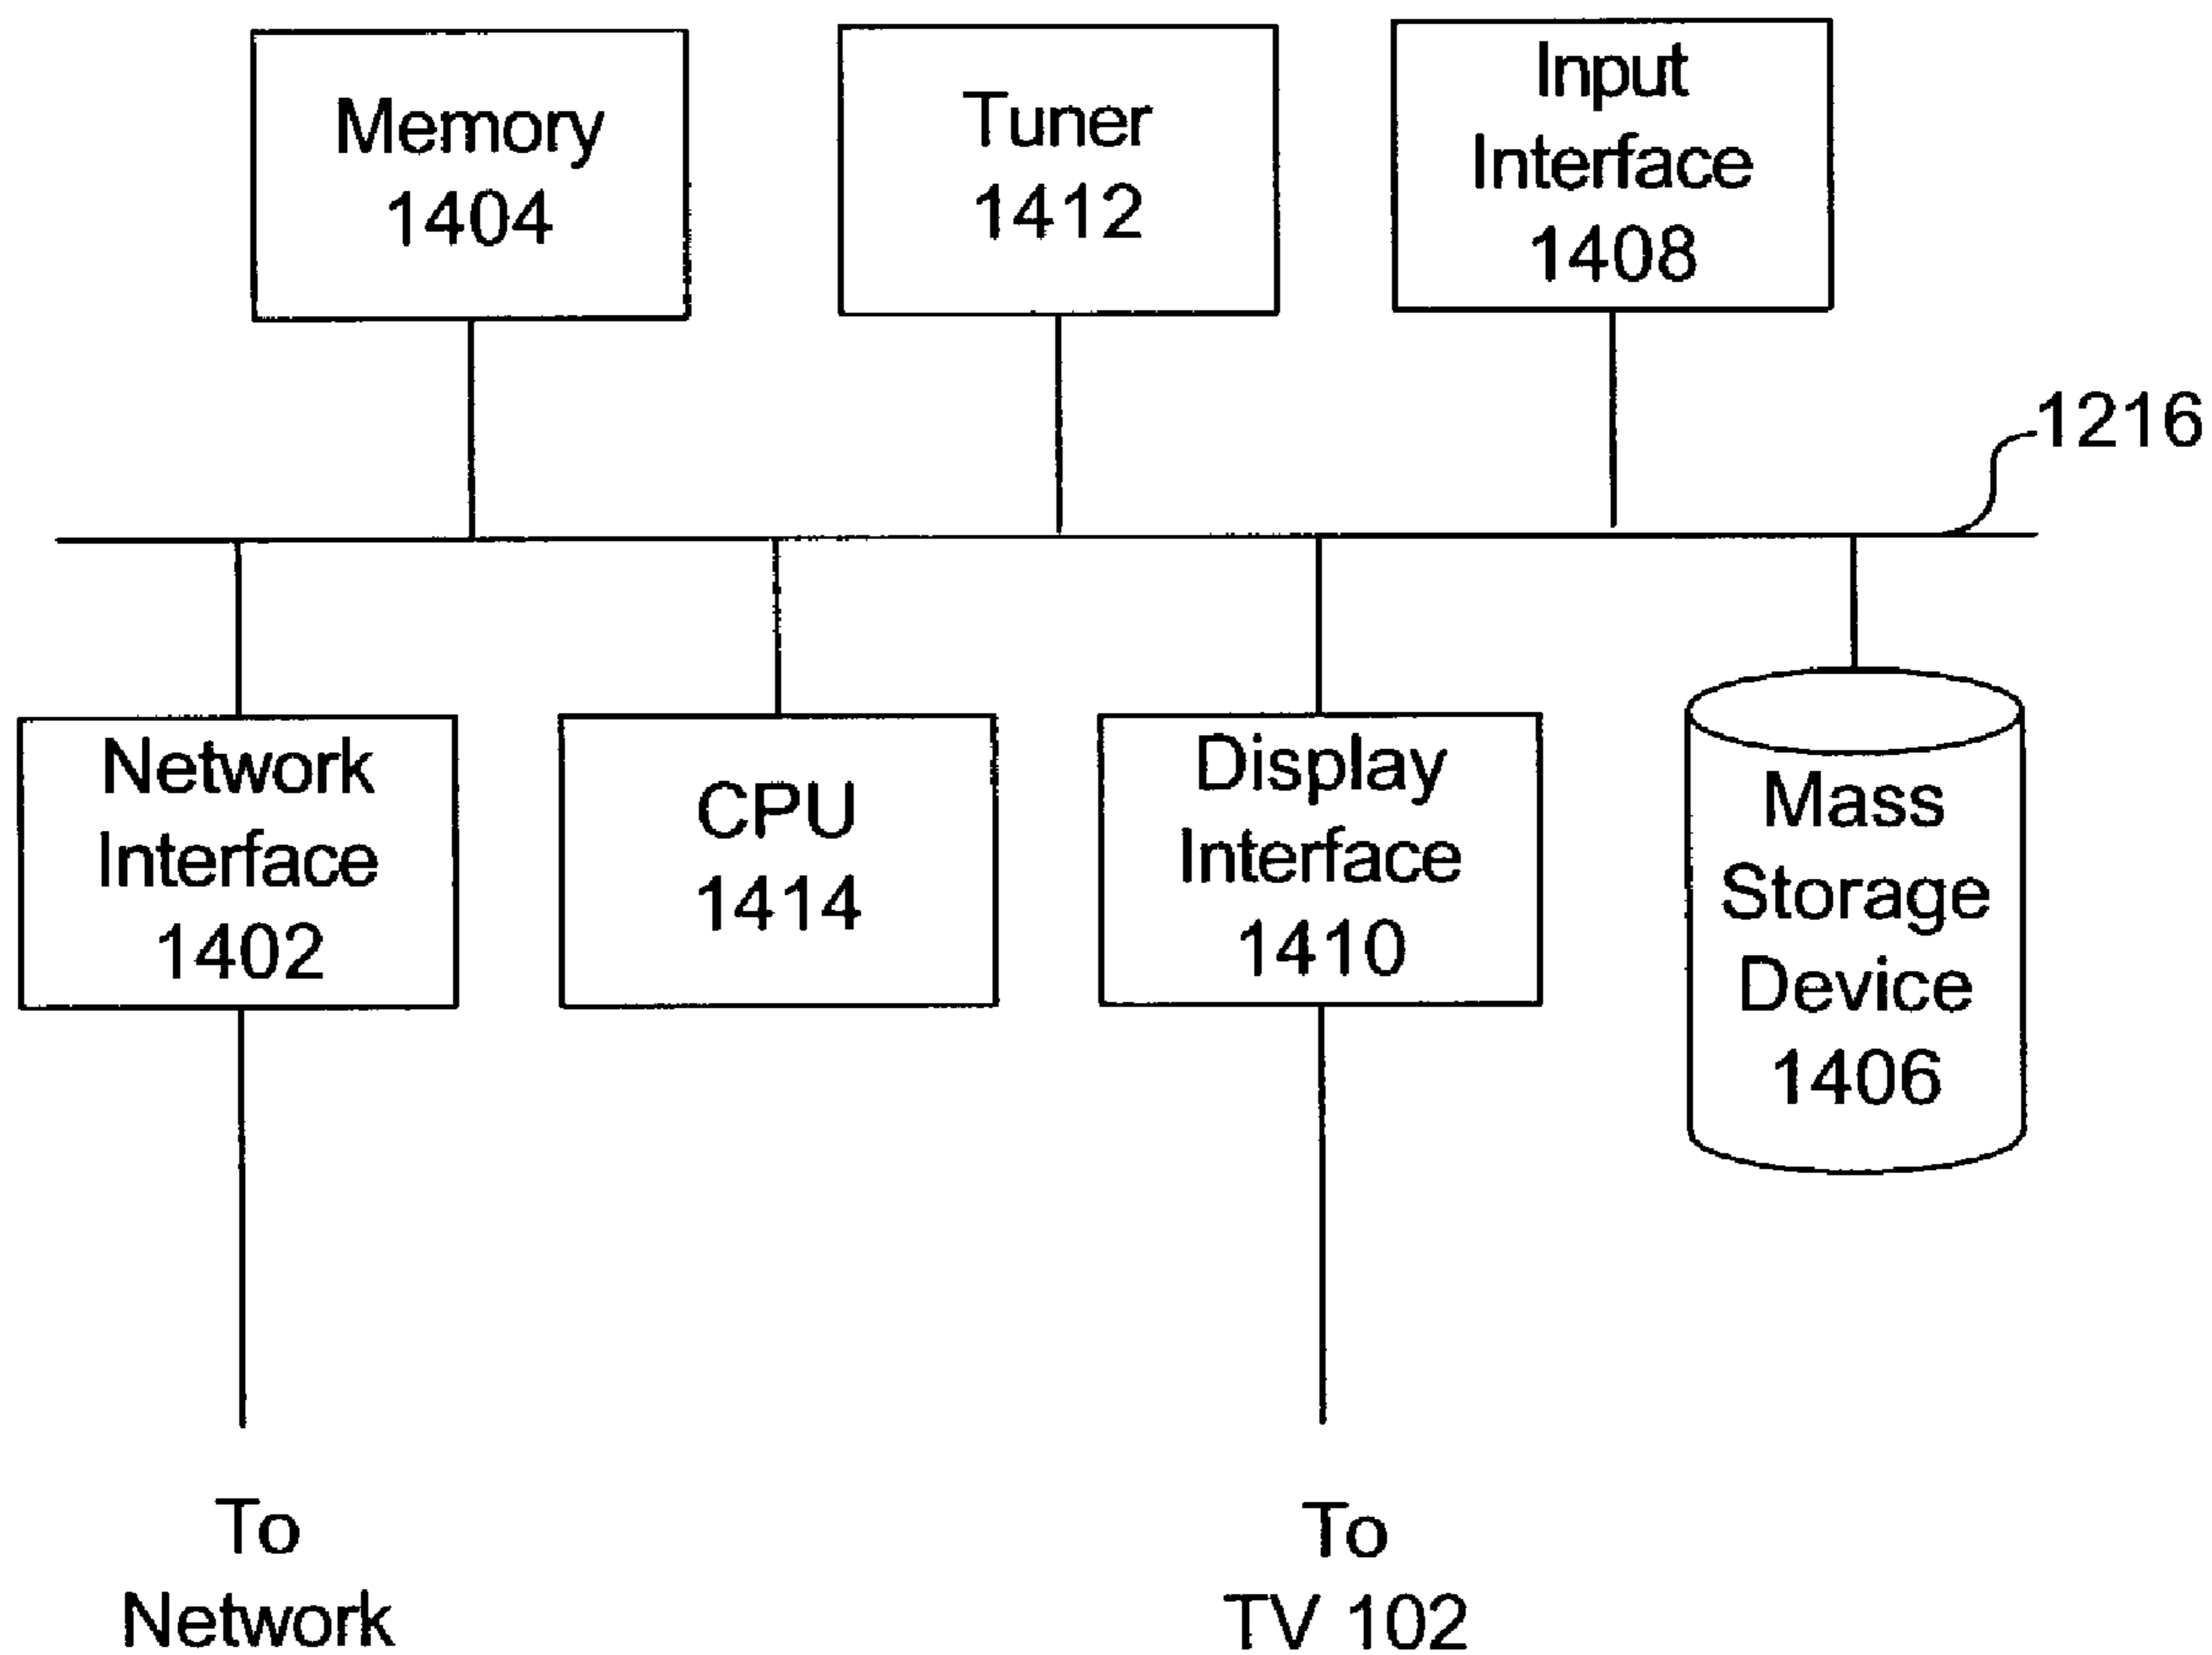 Memory
1404
Tuner
1412
Input
Interface
1408
1216
Network
Interface
1402
CPU
1414
Display
Interface
1410
Mass
Storage
Device
1406
To
Network
To
TV 102